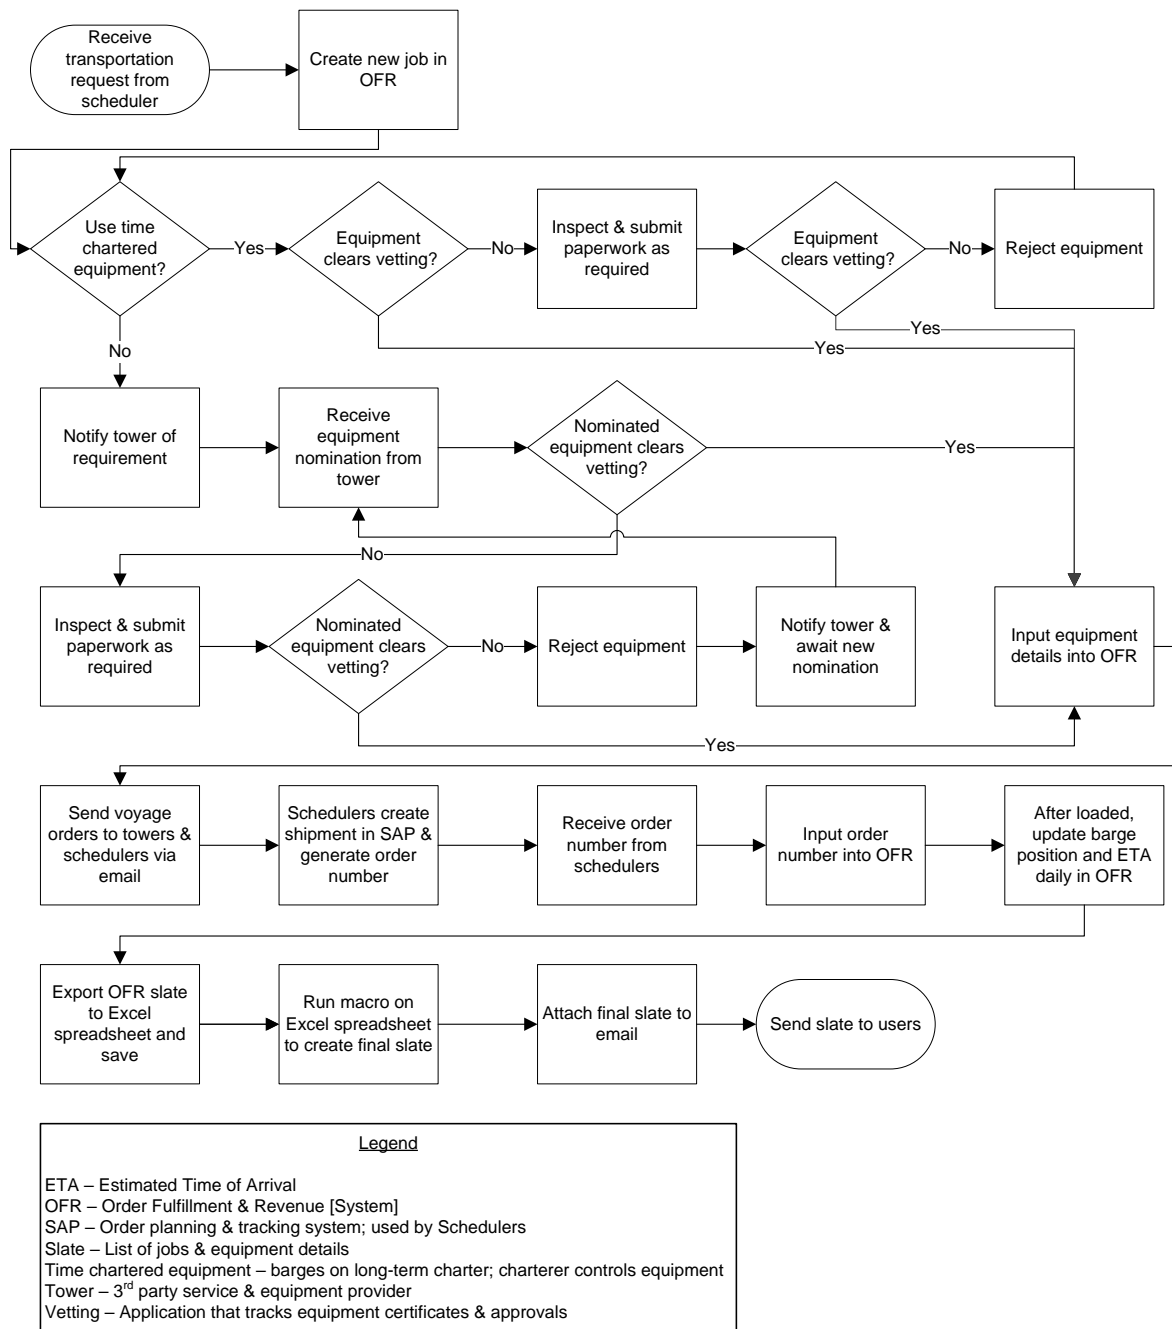 Receive
transportation
request from
scheduler
Create new job in
OFR
Use time
chartered
equipment?
Yes
Equipment
clears vetting?
No
Inspect & submit
paperwork as
required
Equipment
clears vetting?
No
Reject equipment
Yes
Yes
No
Notify tower of
requirement
Receive
equipment
nomination from
tower
Nominated
equipment clears
vetting?
Yes
No
Inspect & submit
paperwork as
required
Nominated
equipment clears
vetting?
No
Reject equipment
Notify tower &
await new
nomination
Input equipment
details into OFR
Yes
Send voyage
orders to towers &
schedulers via
email
Schedulers create
shipment in SAP &
generate order
number
Receive order
number from
schedulers
Input order
number into OFR
After loaded,
update barge
position and ETA
daily in OFR
Export OFR slate
to Excel
spreadsheet and
save
Run macro on
Excel spreadsheet
to create final slate
Attach final slate to
email
Send slate to users
Legend
ETA – Estimated Time of Arrival
OFR – Order Fulfillment & Revenue [System]
SAP – Order planning & tracking system; used by Schedulers
Slate – List of jobs & equipment details
Time chartered equipment – barges on long-term charter; charterer controls equipment
Tower – 3rd party service & equipment provider
Vetting – Application that tracks equipment certificates & approvals